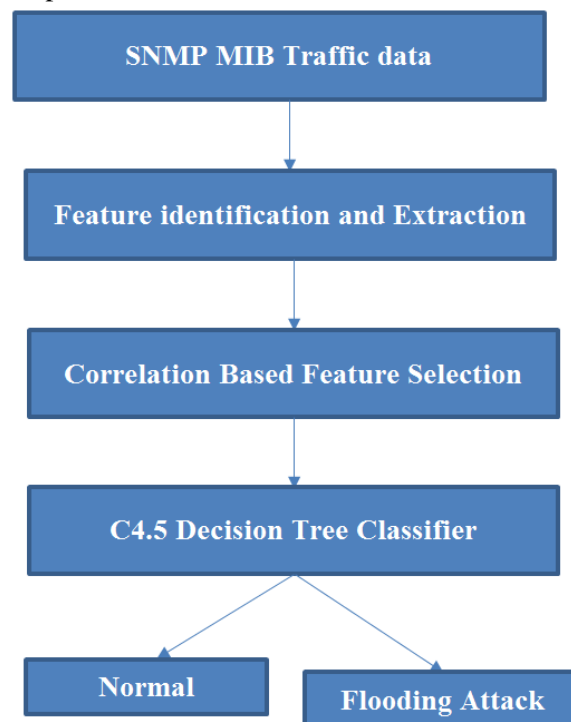 SNMP MIB Traffic data
Feature identification and Extraction
Correlation Based Feature Selection
C4.5 Decision Tree Classifier
Normal
Flooding Attack